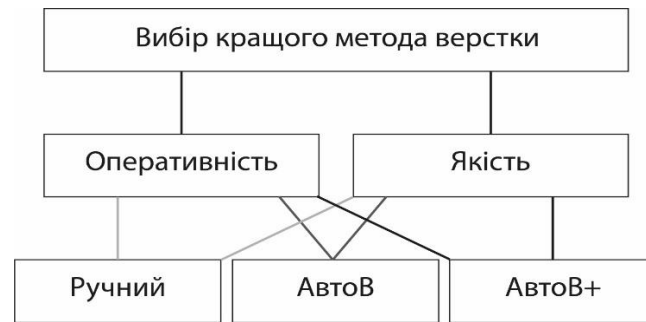 Вибір кращого метода верстки
Оперативність
Якість
Ручний
АвтоВ
АвтоВ+